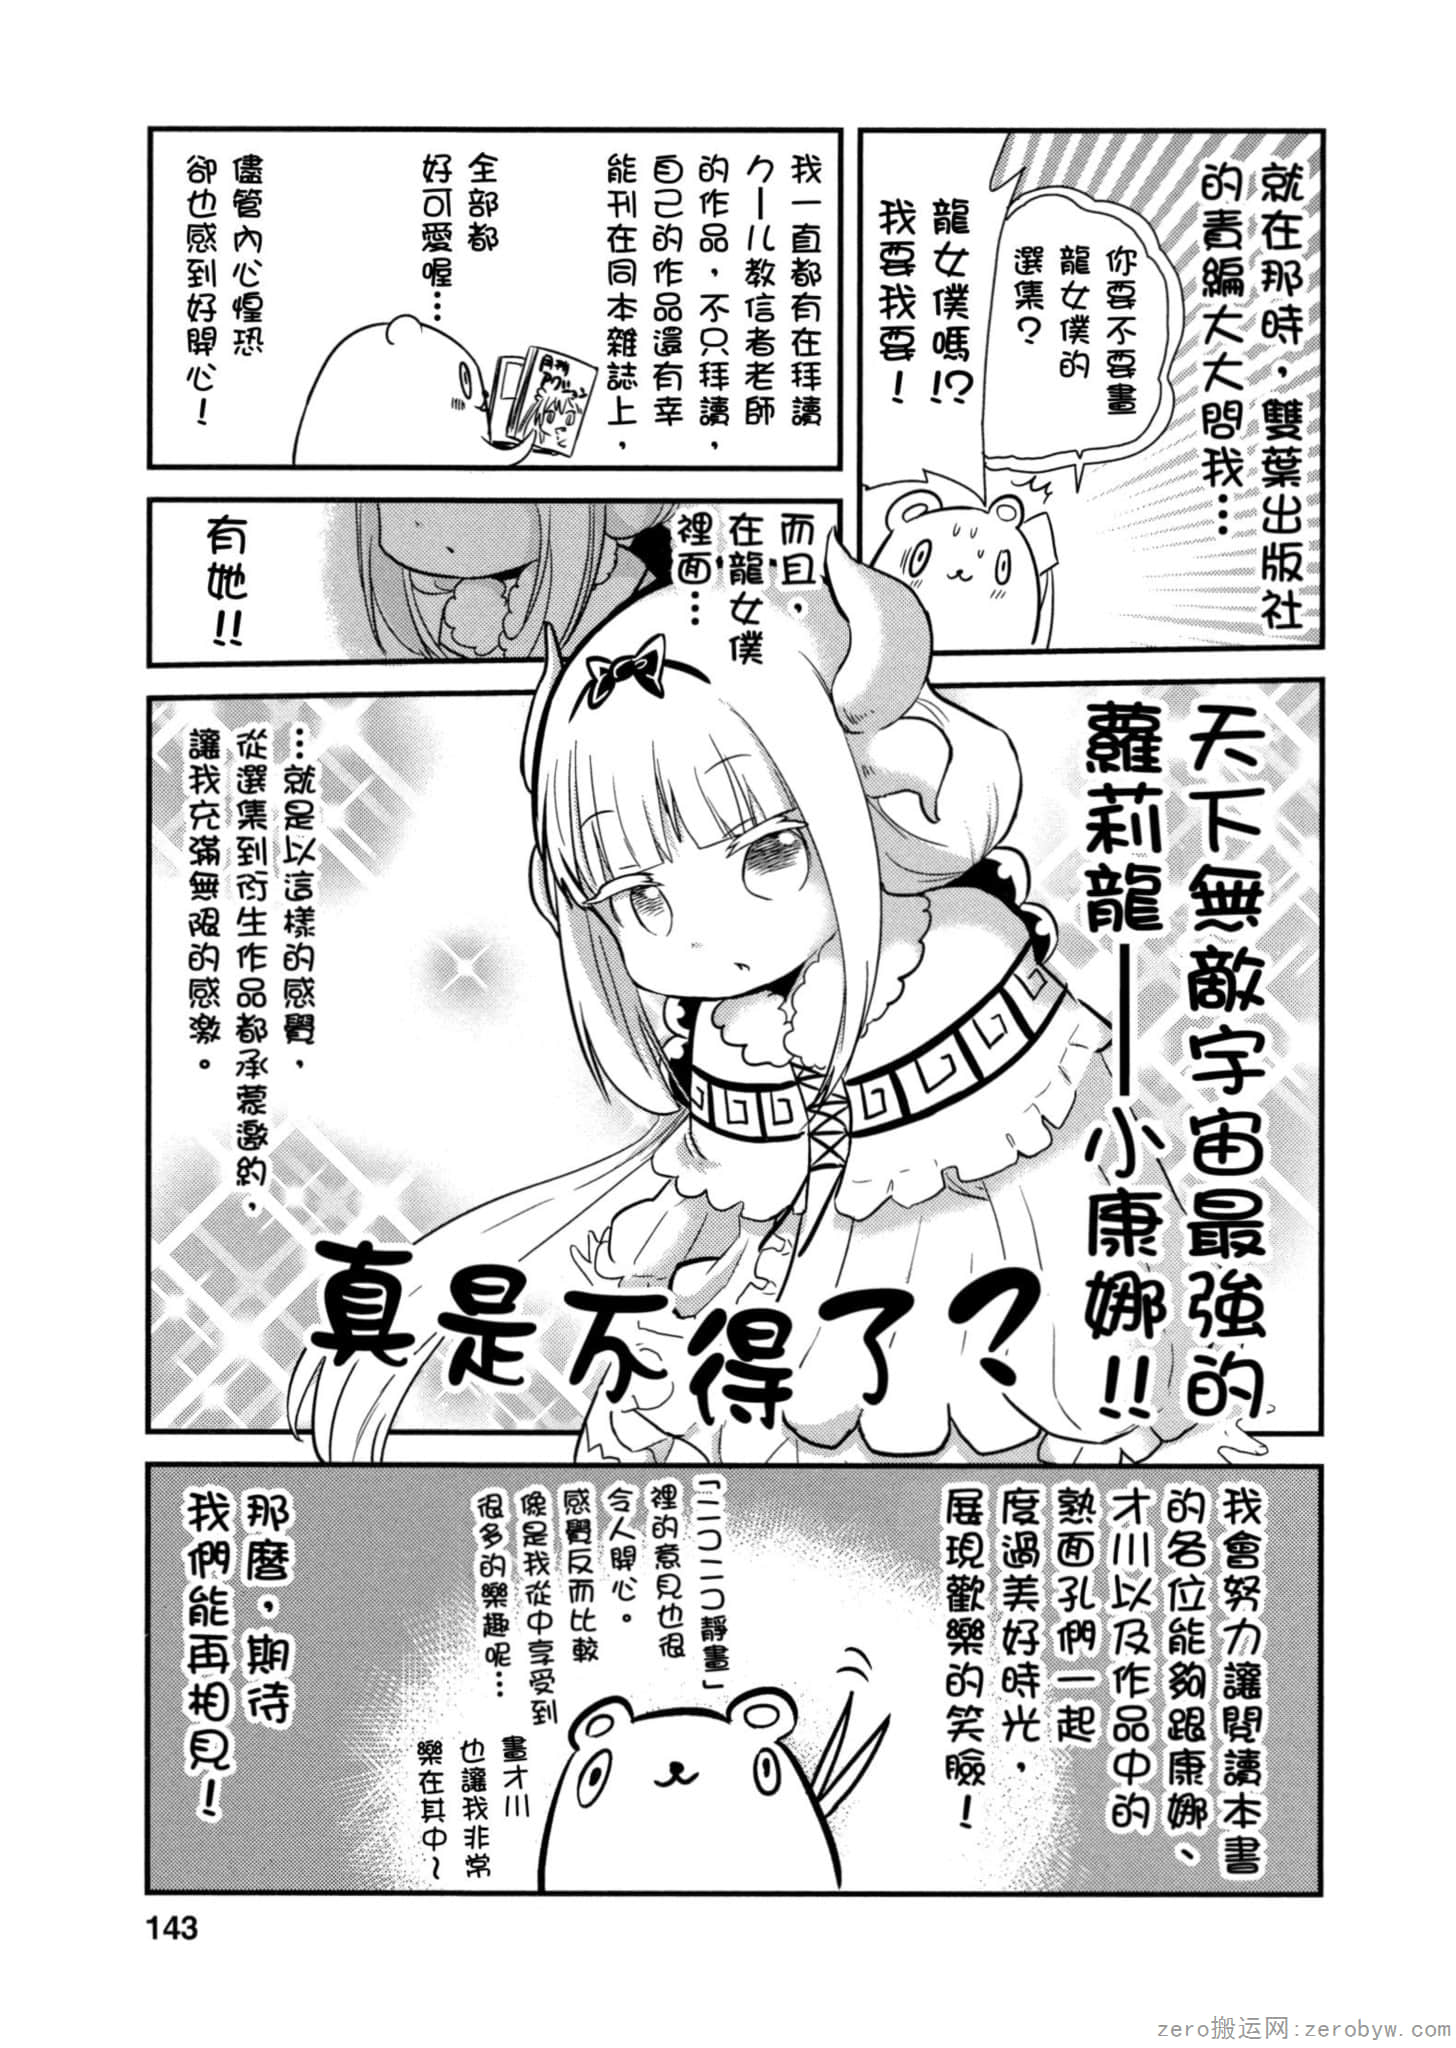 就在那時，雙葉出版社
的責編大大問我…
你要不要畫
龍女僕的
選集？
龍女僕嗎!?
我要我要！
我一直都有在拜讀
クール教信者老師
的作品，不只拜讀，
自己的作品還有幸
能刊在同本雜誌上，
全部都
好可愛喔…
儘管內心惶恐
卻也感到好開心！
而且，
在龍女僕
裡面…
有她!!
天下無敵宇宙最強的
蘿莉龍——小康娜!!
真是不得了？
…就是以這樣的感覺，
從選集到衍生作品都承蒙邀約，
讓我充滿無限的感激。
我會努力讓閱讀本書
的各位能夠跟康娜、
才川以及作品中的
熟面孔們一起
度過美好時光，
展現歡樂的笑臉！
「ニコニコ靜畫」
裡的意見也很
令人開心。
感覺反而比較
像是我從中享受到
很多的樂趣呢…
畫才川
也讓我非常
樂在其中～
那麼，期待
我們能再相見！
143
zero搬运网:zerobyw.com